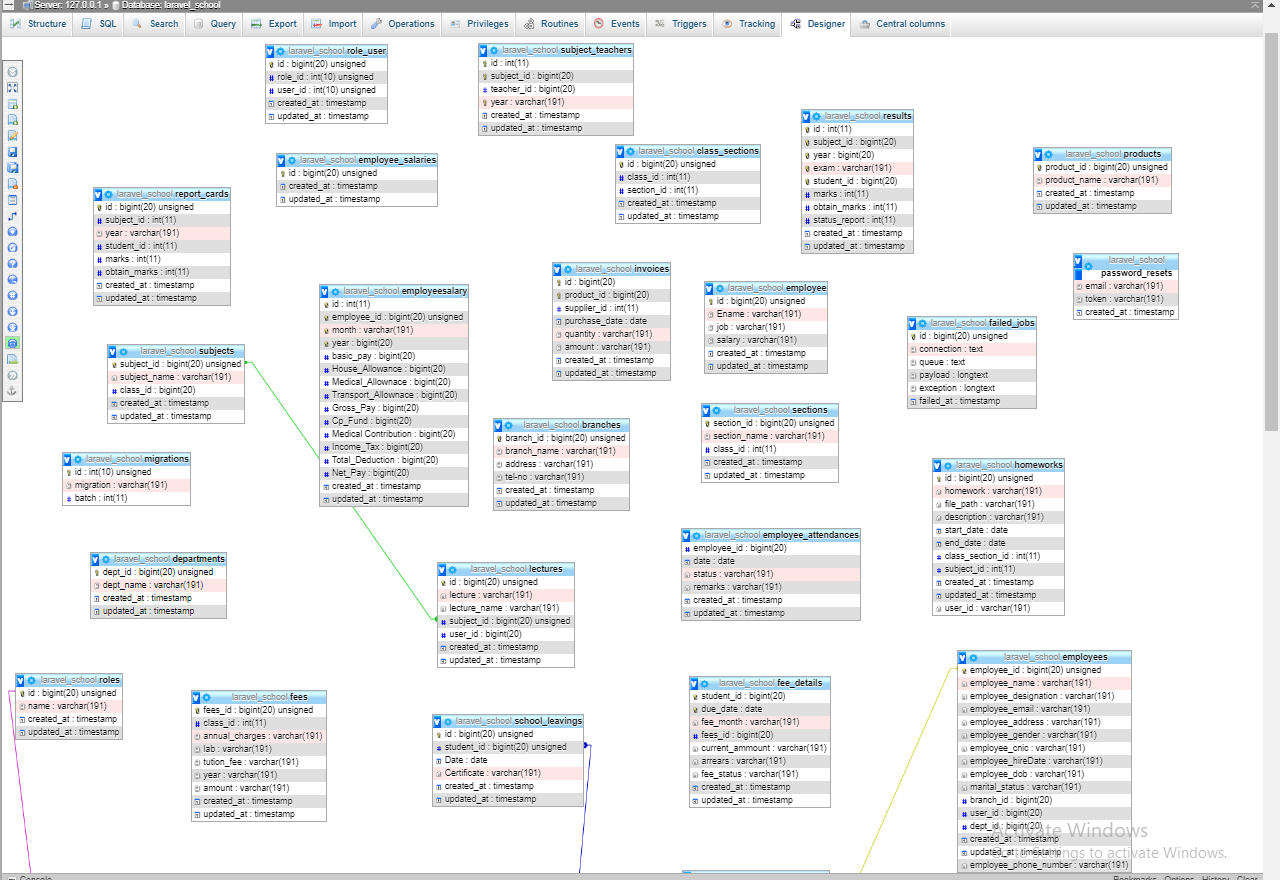 Server: 127.0.0.1 » Database: laravel_school
Structure SQL Search Query Export Import Operations Privileges Routines Events Triggers Tracking Designer Central columns
laravel_school role_user
id : bigint(20) unsigned
role_id : int(10) unsigned
user_id : int(10) unsigned
created_at : timestamp
updated_at : timestamp
laravel_school subject_teachers
id : int(11)
subject_id : bigint(20)
teacher_id : bigint(20)
year : varchar(191)
created_at : timestamp
updated_at : timestamp
laravel_school results
id : int(11)
subject_id : bigint(20)
year : bigint(20)
exam : varchar(191)
student_id : bigint(20)
marks : int(11)
obtain_marks : int(11)
status_report : int(11)
created_at : timestamp
updated_at : timestamp
laravel_school employee_salaries
id : bigint(20) unsigned
created_at : timestamp
updated_at : timestamp
laravel_school class_sections
id : bigint(20) unsigned
class_id : int(11)
section_id : int(11)
created_at : timestamp
updated_at : timestamp
laravel_school products
product_id : bigint(20) unsigned
product_name : varchar(191)
created_at : timestamp
updated_at : timestamp
laravel_school report_cards
id : bigint(20) unsigned
subject_id : int(11)
year : varchar(191)
student_id : int(11)
marks : int(11)
obtain_marks : int(11)
created_at : timestamp
updated_at : timestamp
laravel_school
password_resets
email : varchar(191)
token : varchar(191)
created_at : timestamp
laravel_school employeesalary
id : int(11)
employee_id : bigint(20) unsigned
month : varchar(191)
year : bigint(20)
basic_pay : bigint(20)
House_Allowance : bigint(20)
Medical_Allownace : bigint(20)
Transport_Allownace : bigint(20)
Gross_Pay : bigint(20)
Cp_Fund : bigint(20)
Medical Contribution : bigint(20)
Income_Tax : bigint(20)
Total_Deduction : bigint(20)
Net_Pay : bigint(20)
created_at : timestamp
updated_at : timestamp
laravel_school invoices
id : bigint(20)
product_id : bigint(20)
supplier_id : int(11)
purchase_date : date
quantity : varchar(191)
amount : varchar(191)
created_at : timestamp
updated_at : timestamp
laravel_school employee
id : bigint(20) unsigned
Ename : varchar(191)
job : varchar(191)
salary : varchar(191)
created_at : timestamp
updated_at : timestamp
laravel_school failed_jobs
id : bigint(20) unsigned
connection : text
queue : text
payload : longtext
exception : longtext
failed_at : timestamp
laravel_school subjects
subject_id : bigint(20) unsigned
subject_name : varchar(191)
class_id : bigint(20)
created_at : timestamp
updated_at : timestamp
laravel_school branches
branch_id : bigint(20) unsigned
branch_name : varchar(191)
address : varchar(191)
tel-no : varchar(191)
created_at : timestamp
updated_at : timestamp
laravel_school sections
section_id : bigint(20) unsigned
section_name : varchar(191)
class_id : int(11)
created_at : timestamp
updated_at : timestamp
laravel_school migrations
id : int(10) unsigned
migration : varchar(191)
batch : int(11)
laravel_school homeworks
id : bigint(20) unsigned
homework : varchar(191)
file_path : varchar(191)
description : varchar(191)
start_date : date
end_date : date
class_section_id : int(11)
subject_id : int(11)
created_at : timestamp
updated_at : timestamp
user_id : varchar(191)
laravel_school departments
dept_id : bigint(20) unsigned
dept_name : varchar(191)
created_at : timestamp
updated_at : timestamp
laravel_school lectures
id : bigint(20) unsigned
lecture : varchar(191)
lecture_name : varchar(191)
subject_id : bigint(20) unsigned
user_id : bigint(20)
created_at : timestamp
updated_at : timestamp
laravel_school employee_attendances
employee_id : bigint(20)
date : date
status : varchar(191)
remarks : varchar(191)
created_at : timestamp
updated_at : timestamp
laravel_school roles
id : bigint(20) unsigned
name : varchar(191)
created_at : timestamp
updated_at : timestamp
laravel_school fees
fees_id : bigint(20) unsigned
class_id : int(11)
annual_charges : varchar(191)
lab : varchar(191)
tution_fee : varchar(191)
year : varchar(191)
amount : varchar(191)
created_at : timestamp
updated_at : timestamp
laravel_school school_leavings
id : bigint(20) unsigned
student_id : bigint(20) unsigned
Date : date
Certificate : varchar(191)
created_at : timestamp
updated_at : timestamp
laravel_school fee_details
student_id : bigint(20)
due_date : date
fee_month : varchar(191)
fees_id : bigint(20)
current_ammount : varchar(191)
arrears : varchar(191)
fee_status : varchar(191)
created_at : timestamp
updated_at : timestamp
laravel_school employees
employee_id : bigint(20) unsigned
employee_name : varchar(191)
employee_designation : varchar(191)
employee_email : varchar(191)
employee_address : varchar(191)
employee_gender : varchar(191)
employee_cnic : varchar(191)
employee_hireDate : varchar(191)
employee_dob : varchar(191)
marital_status : varchar(191)
branch_id : bigint(20)
user_id : bigint(20)
dept_id : bigint(20)
created_at : timestamp
updated_at : timestamp
employee_phone_number : varchar(191)
Activate Windows
Go to Settings to activate Windows.
Console
Bookmarks Options History Clear